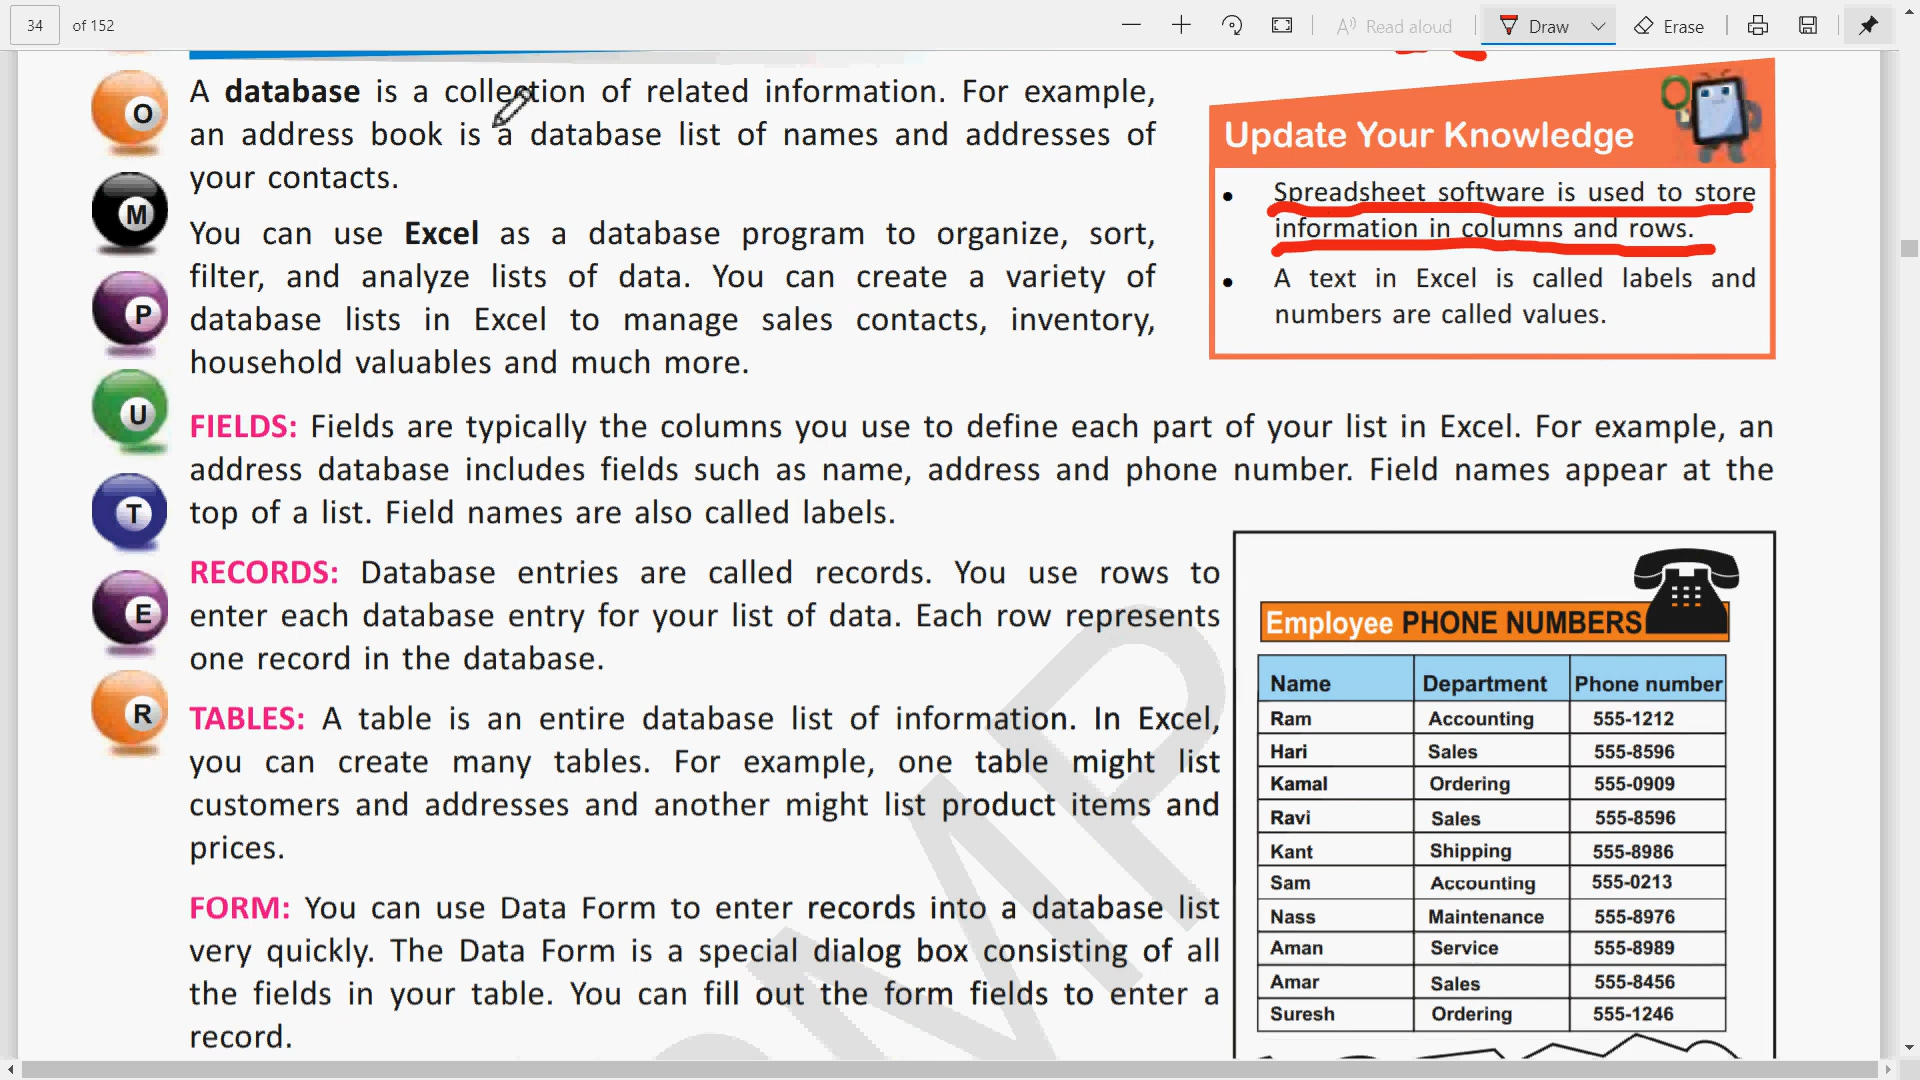 34 of 152 Read aloud Draw Erase
A database is a collection of related information. For example,
an address book is a database list of names and addresses of
your contacts.
You can use Excel as a database program to organize, sort,
filter, and analyze lists of data. You can create a variety of
database lists in Excel to manage sales contacts, inventory,
household valuables and much more.
Update Your Knowledge
• Spreadsheet software is used to store
information in columns and rows.
• A text in Excel is called labels and
numbers are called values.
FIELDS: Fields are typically the columns you use to define each part of your list in Excel. For example, an
address database includes fields such as name, address and phone number. Field names appear at the
top of a list. Field names are also called labels.
RECORDS: Database entries are called records. You use rows to
enter each database entry for your list of data. Each row represents
one record in the database.
TABLES: A table is an entire database list of information. In Excel,
you can create many tables. For example, one table might list
customers and addresses and another might list product items and
prices.
FORM: You can use Data Form to enter records into a database list
very quickly. The Data Form is a special dialog box consisting of all
the fields in your table. You can fill out the form fields to enter a
record.
Employee PHONE NUMBERS
Name Department Phone number
Ram Accounting 555-1212
Hari Sales 555-8596
Kamal Ordering 555-0909
Ravi Sales 555-8596
Kant Shipping 555-8986
Sam Accounting 555-0213
Nass Maintenance 555-8976
Aman Service 555-8989
Amar Sales 555-8456
Suresh Ordering 555-1246
O
M
P
U
T
E
R
MP